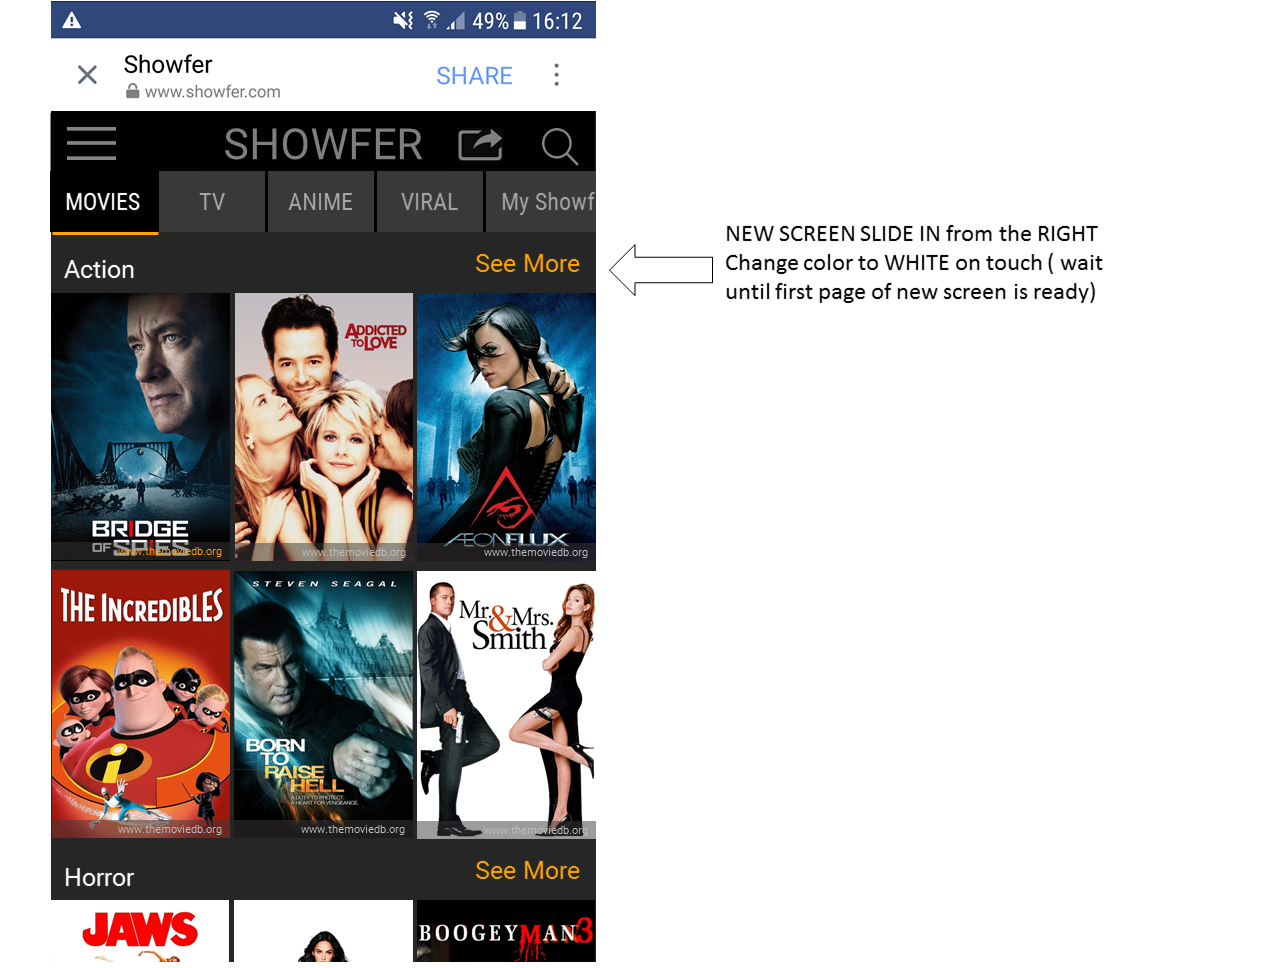 49% 16:12
Showfer
SHARE
www.showfer.com
SHOWFER
MOVIES TV ANIME VIRAL My Showf
NEW SCREEN SLIDE IN from the RIGHT
Change color to WHITE on touch ( wait
until first page of new screen is ready)
Action
See More
ADDICTED
TO LOVE
BRIDGE
OF SPIES
ÆONFLUX
www.themoviedb.org
www.themoviedb.org
www.themoviedb.org
THE INCREDIBLES
STEVEN SEAGAL
Mr. & Mrs.
Smith
BORN
TO
RAISE
HELL
A DUTY TO PROTECT.
A HEART FOR VENGEANCE.
www.themoviedb.org
www.themoviedb.org
www.themoviedb.org
Horror
See More
JAWS
BOOGEYMAN 3